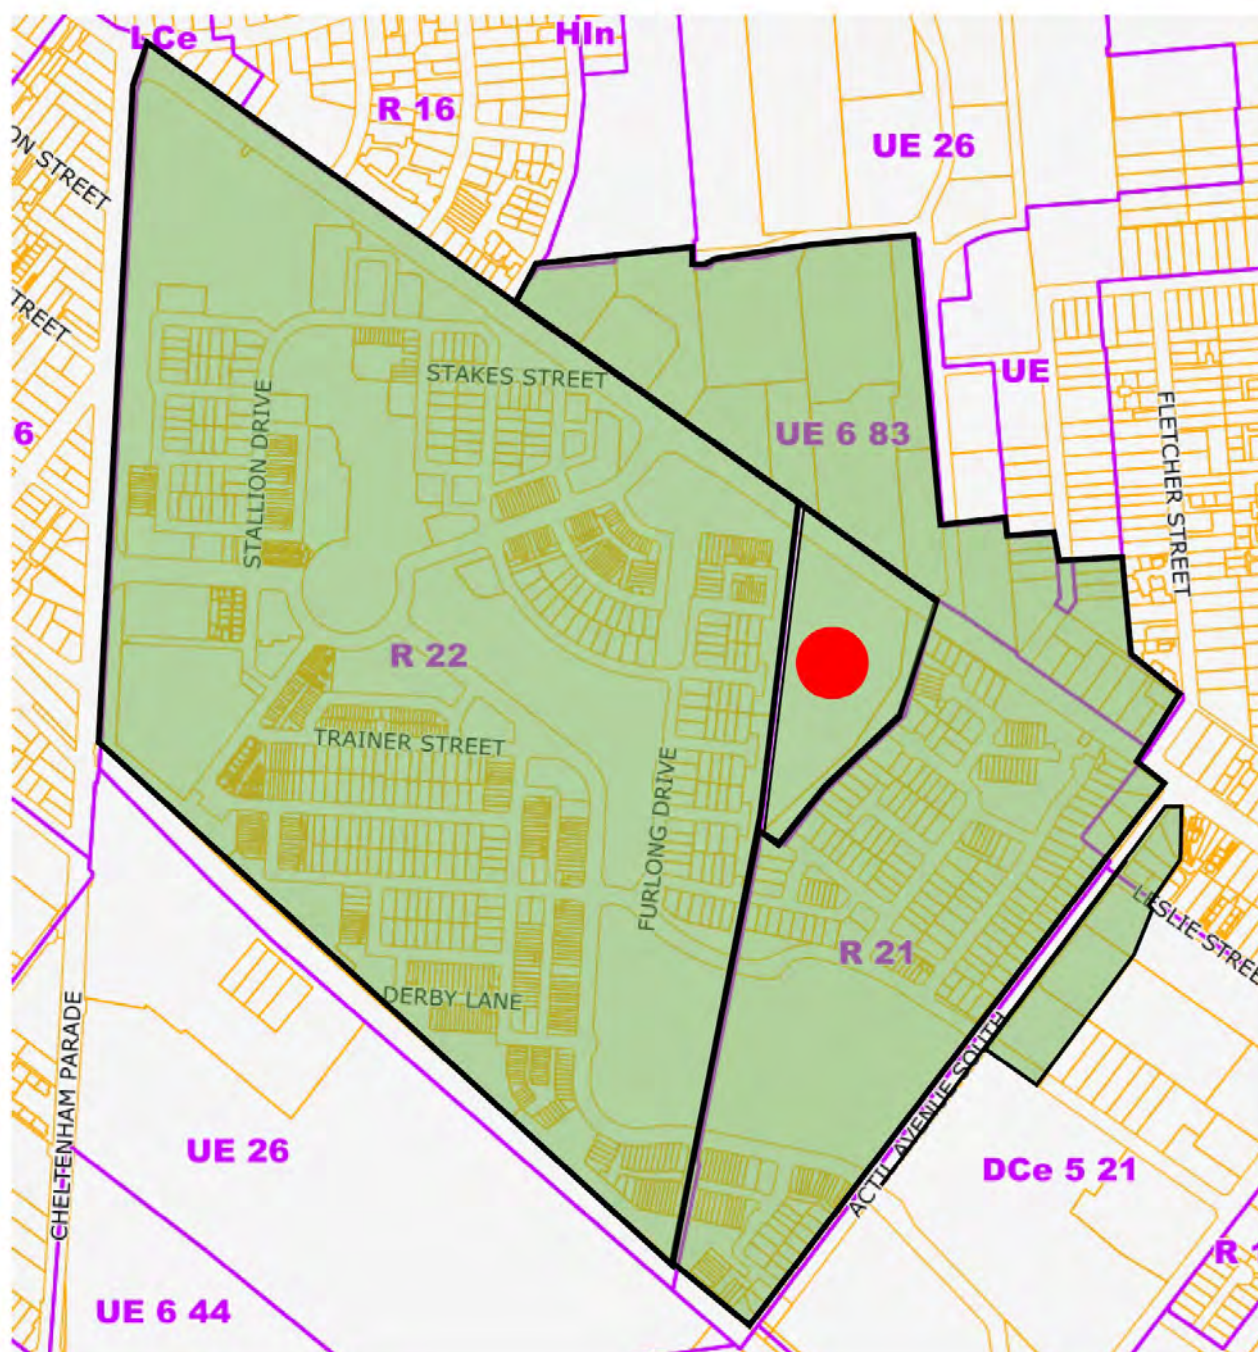 LCe
HIn
R 16
UE 26
ON STREET
STREET
STAKES STREET
UE
STALLION DRIVE
UE 6 83
FLETCHER STREET
6
R 22
TRAINER STREET
FURLONG DRIVE
LESLIE STREE
R 21
DERBY LANE
CHELTENHAM PARADE
ACTIL AVENUE SOUTH
UE 26
DCe 5 21
R 1
UE 6 44